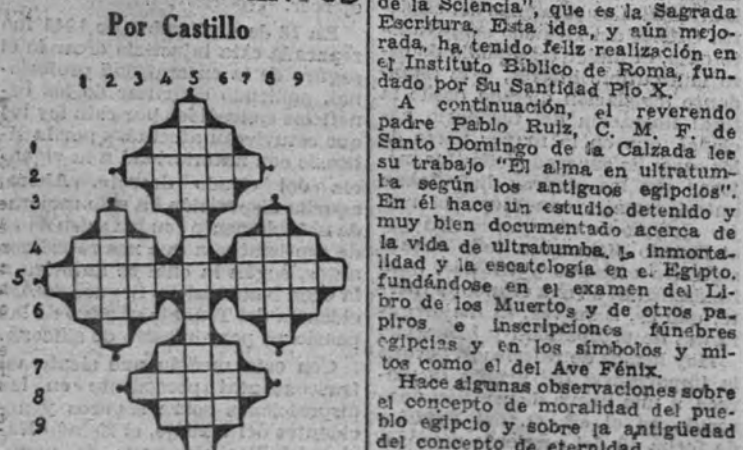 Por Castillo
1 2 3 4 5 6 7 8 9
1
2
3
4
5
6
7
8
9
de la Sciencia", que es la Sagrada
Escritura. Esta idea, y aún mejo-
rada, ha tenido feliz realización en
el Instituto Bíblico de Roma, fun-
dado por Su Santidad Pío X.
A continuación, el reverendo
padre Pablo Ruiz, C. M. F. de
Santo Domingo de la Calzada lee
su trabajo "El alma en ultratum-
ba según los antiguos egipcios".
En él hace un estudio detenido y
muy bien documentado acerca de
la vida de ultratumba, la inmorta-
lidad y la escatología en el Egipto,
fundándose en el examen del Li-
bro de los Muertos y de otros pa-
piros e inscripciones fúnebres
egipcias y en los símbolos y mi-
tos como el del Ave Fénix.
Hace algunas observaciones sobre
el concepto de moralidad del pue-
blo egipcio y sobre la antigüedad
del concepto de eternidad